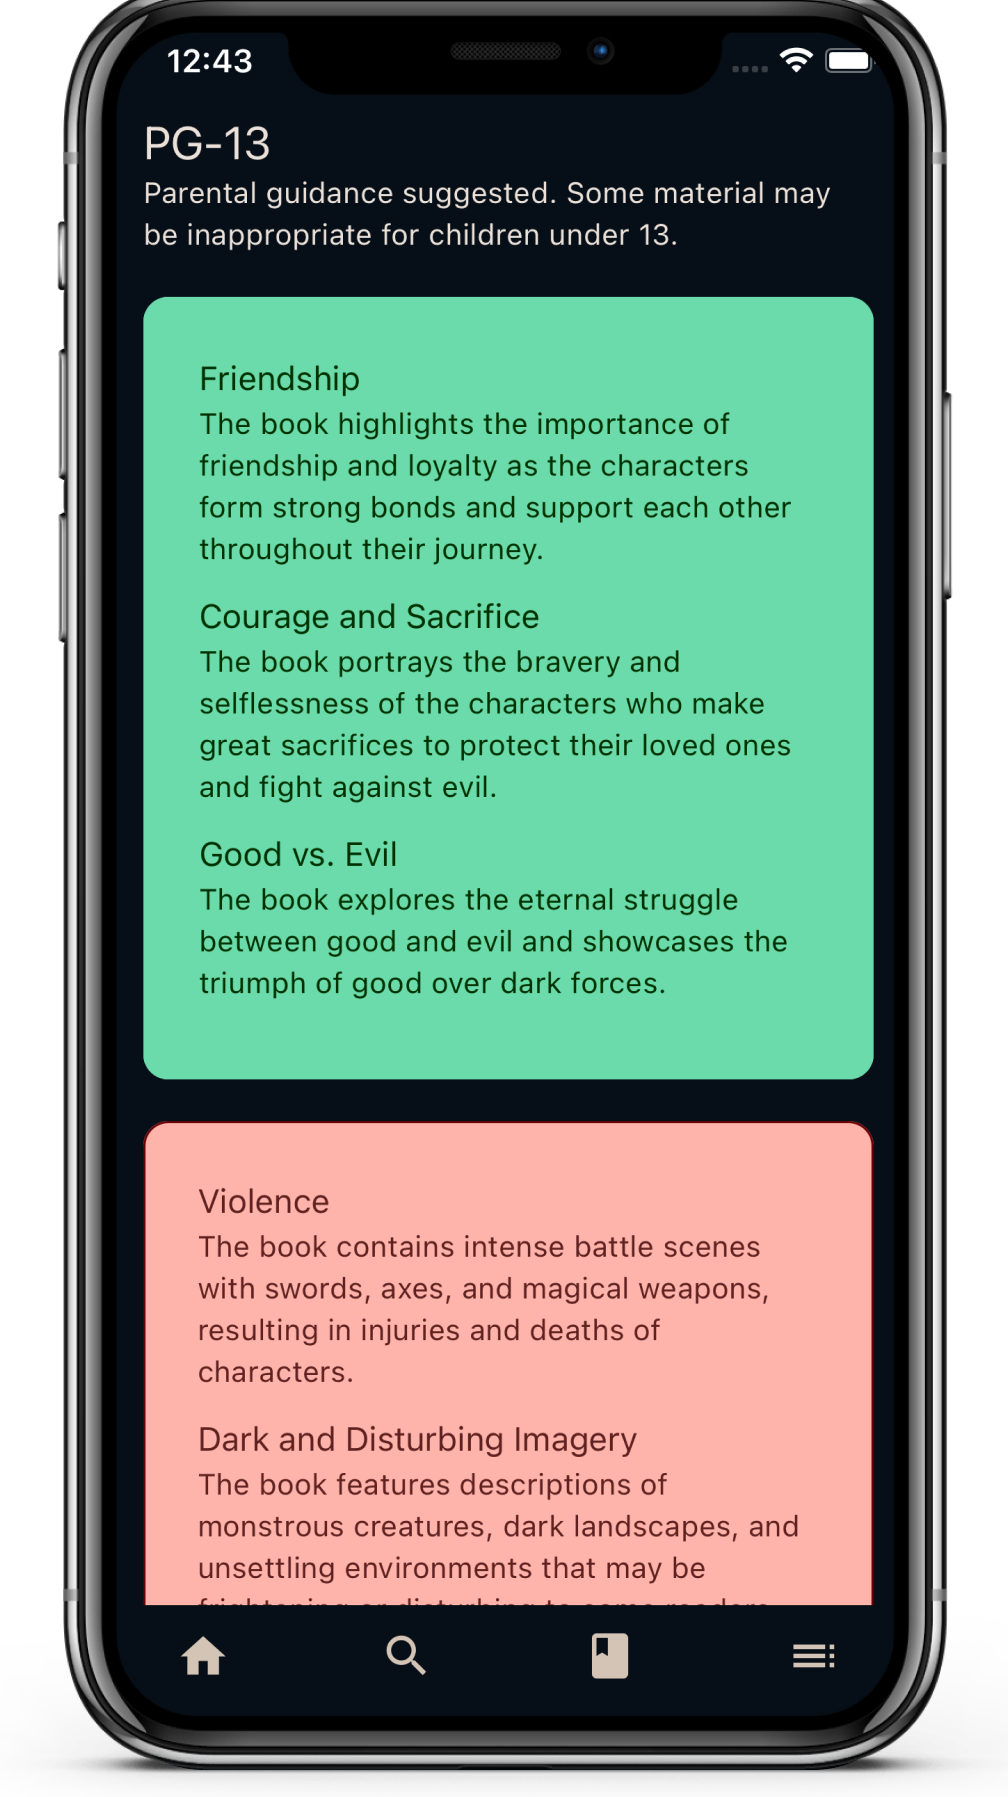 12:43
PG-13
Parental guidance suggested. Some material may
be inappropriate for children under 13.
Friendship
The book highlights the importance of
friendship and loyalty as the characters
form strong bonds and support each other
throughout their journey.
Courage and Sacrifice
The book portrays the bravery and
selflessness of the characters who make
great sacrifices to protect their loved ones
and fight against evil.
Good vs. Evil
The book explores the eternal struggle
between good and evil and showcases the
triumph of good over dark forces.
Violence
The book contains intense battle scenes
with swords, axes, and magical weapons,
resulting in injuries and deaths of
characters.
Dark and Disturbing Imagery
The book features descriptions of
monstrous creatures, dark landscapes, and
unsettling environments that may be
frightening or disturbing to some readers.